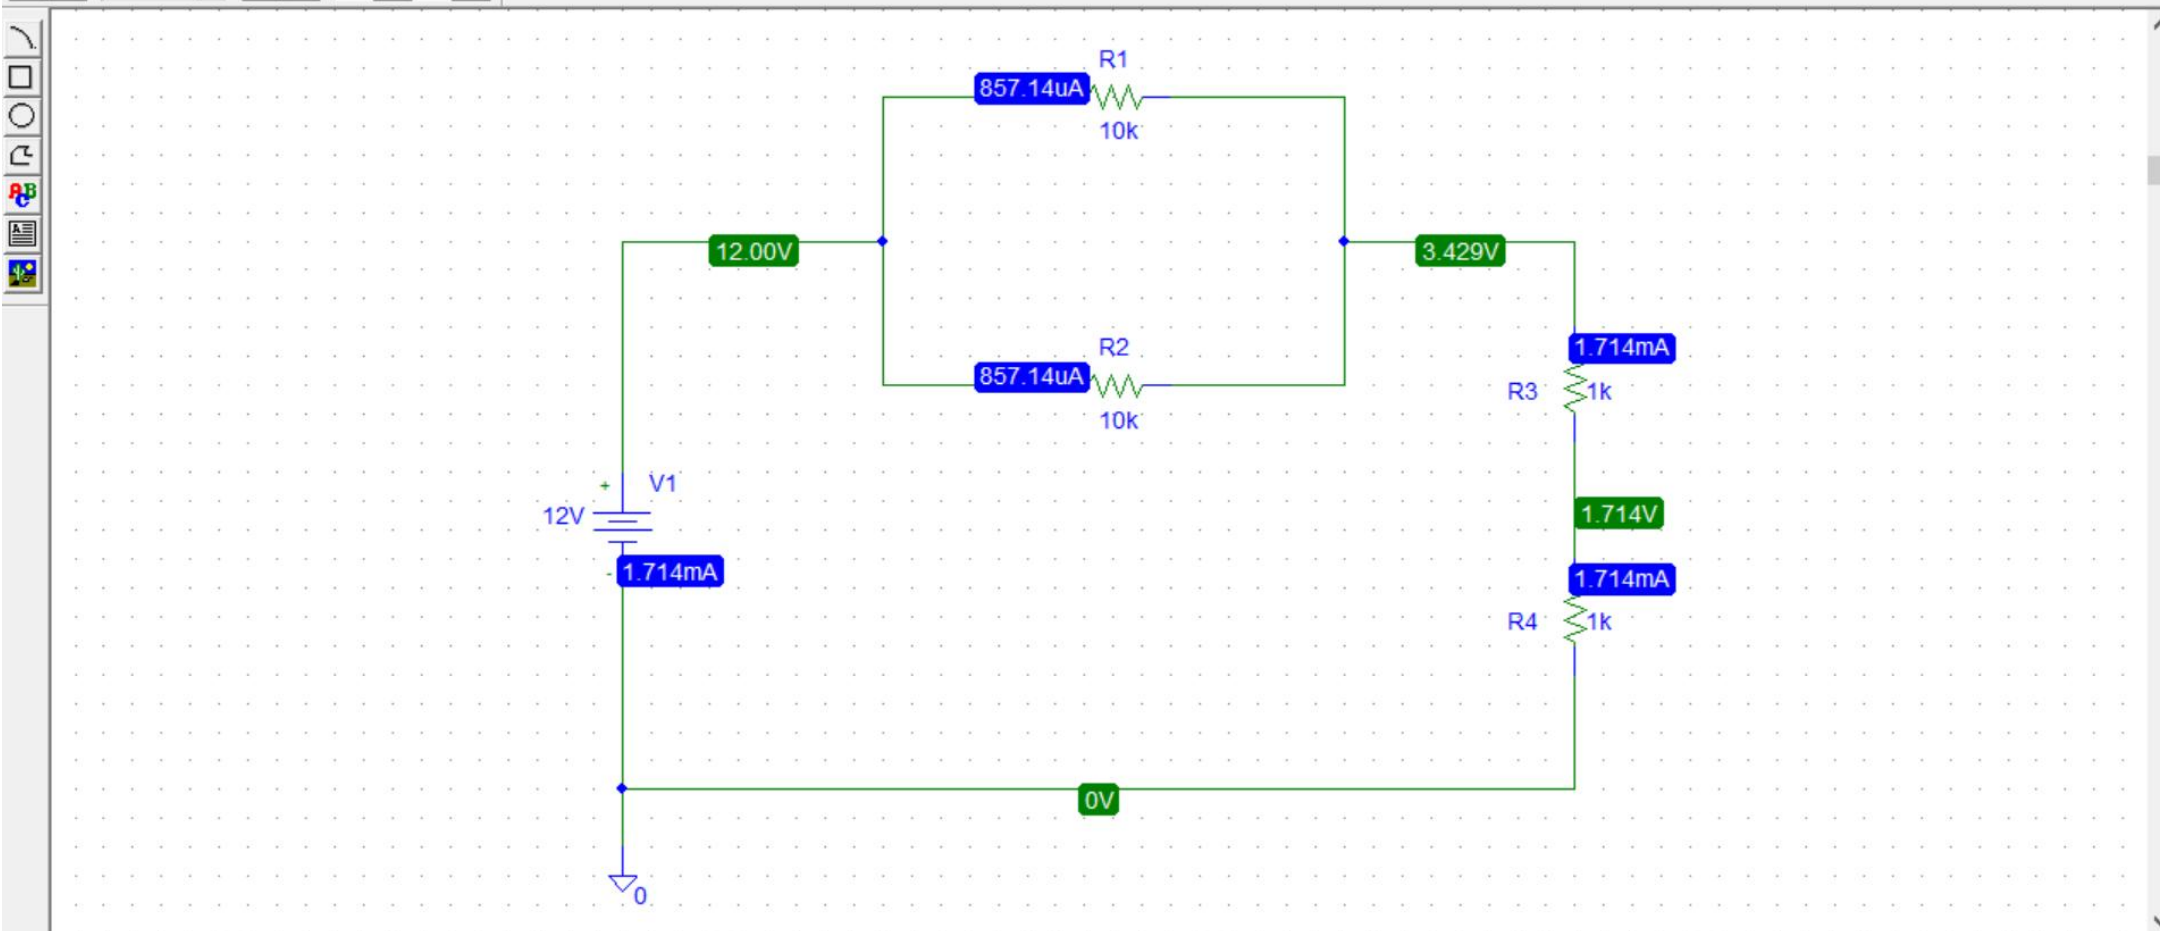 R1
857.14uA
10k
12.00V
3.429V
R2
857.14uA
10k
1.714mA
R3
1k
+
V1
12V
1.714V
-
1.714mA
1.714mA
R4
1k
0V
0
ABC
A